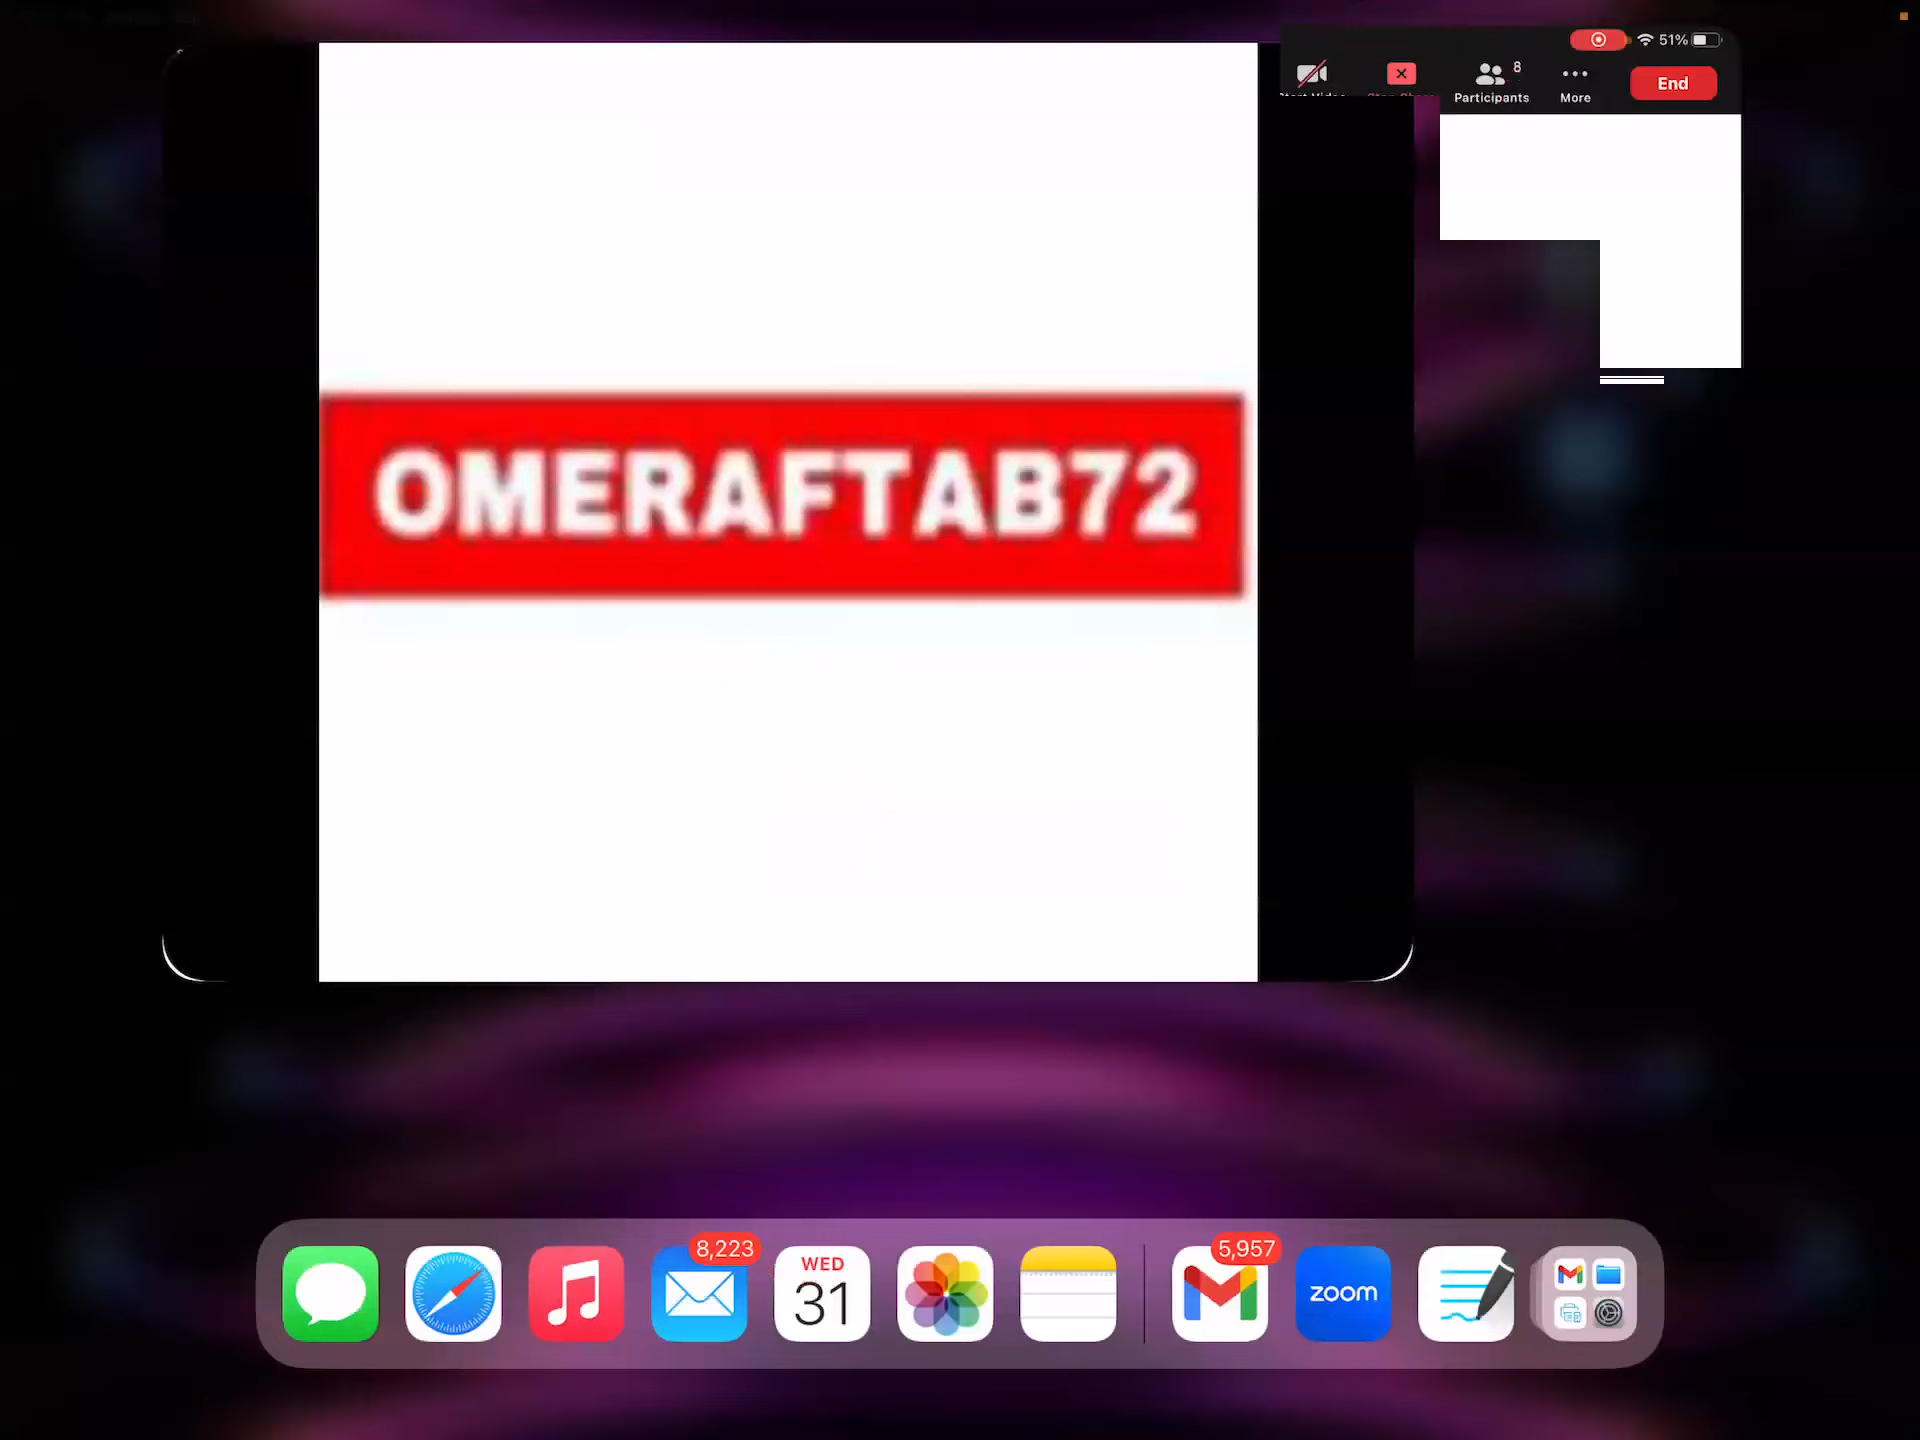 51%
8
Participants
More
End
OMERAFTAB72
8,223
WED
31
5,957
zoom